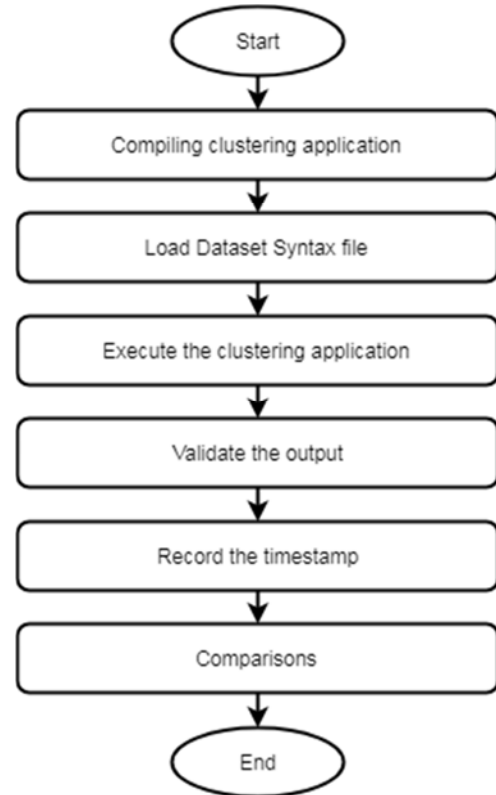 Start
Compiling clustering application
Load Dataset Syntax file
Execute the clustering application
Validate the output
Record the timestamp
Comparisons
End